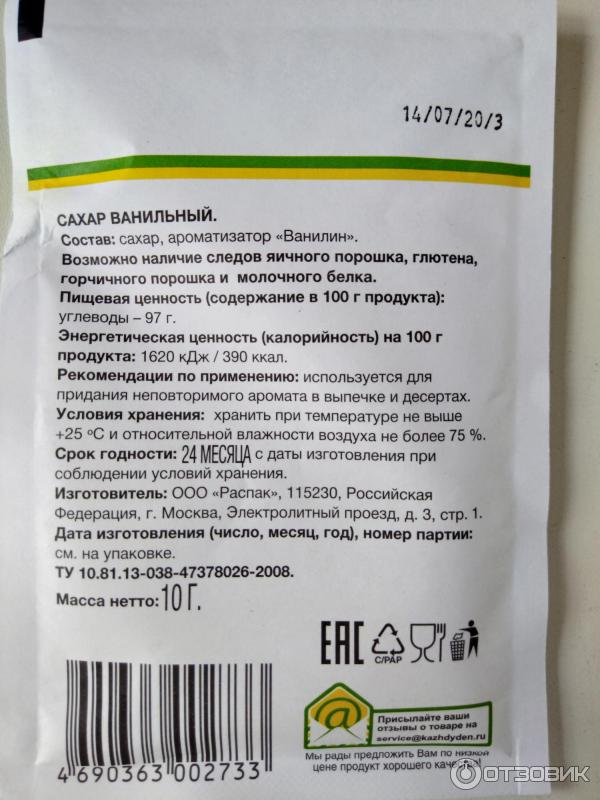 14/07/20/3
САХАР ВАНИЛЬНЫЙ.
Состав: сахар, ароматизатор «Ванилин».
Возможно наличие следов яичного порошка, глютена,
горчичного порошка и молочного белка.
Пищевая ценность (содержание в 100 г продукта):
углеводы – 97 г.
Энергетическая ценность (калорийность) на 100 г
продукта: 1620 кДж / 390 ккал.
Рекомендации по применению: используется для
придания неповторимого аромата в выпечке и десертах.
Условия хранения: хранить при температуре не выше
+25 ºС и относительной влажности воздуха не более 75 %.
Срок годности: 24 МЕСЯЦА с даты изготовления при
соблюдении условий хранения.
Изготовитель: ООО «Распак», 115230, Российская
Федерация, г. Москва, Электролитный проезд, д. 3, стр. 1.
Дата изготовления (число, месяц, год), номер партии:
см. на упаковке.
ТУ 10.81.13-038-47378026-2008.
Масса нетто: 10 Г.
EAC
C/PAP
@
Присылайте ваши
отзывы о товаре на
service@kazhdyden.ru
Мы рады предложить Вам по низкой
цене продукт хорошего качества!
4 690363 002733
ОТЗОВИК